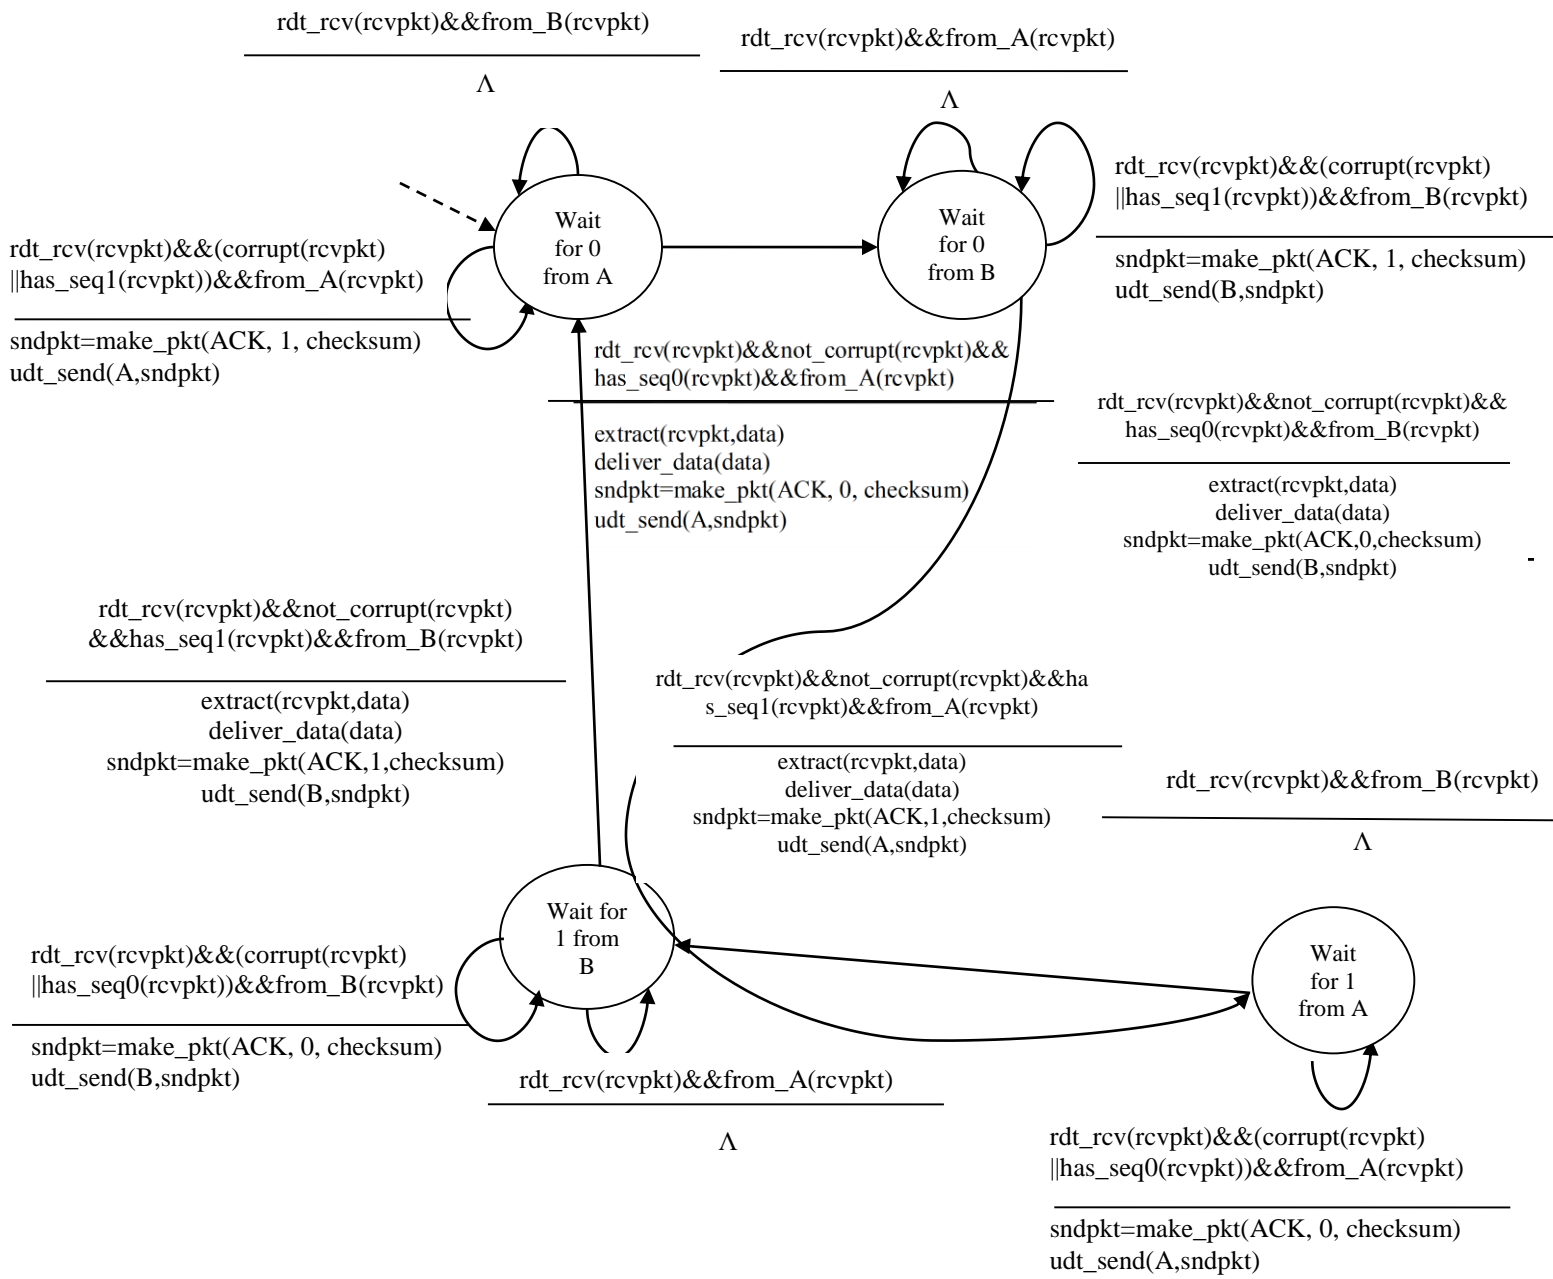 rdt_rcv(rcvpkt)&&from_B(rcvpkt)
Λ
rdt_rcv(rcvpkt)&&from_A(rcvpkt)
Λ
rdt_rcv(rcvpkt)&&(corrupt(rcvpkt)
||has_seq1(rcvpkt))&&from_B(rcvpkt)
sndpkt=make_pkt(ACK, 1, checksum)
udt_send(B,sndpkt)
Wait
for 0
from A
Wait
for 0
from B
rdt_rcv(rcvpkt)&&(corrupt(rcvpkt)
||has_seq1(rcvpkt))&&from_A(rcvpkt)
sndpkt=make_pkt(ACK, 1, checksum)
udt_send(A,sndpkt)
rdt_rcv(rcvpkt)&&not_corrupt(rcvpkt)&&
has_seq0(rcvpkt)&&from_A(rcvpkt)
extract(rcvpkt,data)
deliver_data(data)
sndpkt=make_pkt(ACK, 0, checksum)
udt_send(A,sndpkt)
rdt_rcv(rcvpkt)&&not_corrupt(rcvpkt)&&
has_seq0(rcvpkt)&&from_B(rcvpkt)
extract(rcvpkt,data)
deliver_data(data)
sndpkt=make_pkt(ACK,0,checksum)
udt_send(B,sndpkt)
rdt_rcv(rcvpkt)&&not_corrupt(rcvpkt)
&&has_seq1(rcvpkt)&&from_B(rcvpkt)
extract(rcvpkt,data)
deliver_data(data)
sndpkt=make_pkt(ACK,1,checksum)
udt_send(B,sndpkt)
rdt_rcv(rcvpkt)&&not_corrupt(rcvpkt)&&ha
s_seq1(rcvpkt)&&from_A(rcvpkt)
extract(rcvpkt,data)
deliver_data(data)
sndpkt=make_pkt(ACK,1,checksum)
udt_send(A,sndpkt)
rdt_rcv(rcvpkt)&&from_B(rcvpkt)
Λ
Wait for
1 from
B
Wait
for 1
from A
rdt_rcv(rcvpkt)&&(corrupt(rcvpkt)
||has_seq0(rcvpkt))&&from_B(rcvpkt)
sndpkt=make_pkt(ACK, 0, checksum)
udt_send(B,sndpkt)
rdt_rcv(rcvpkt)&&from_A(rcvpkt)
Λ
rdt_rcv(rcvpkt)&&(corrupt(rcvpkt)
||has_seq0(rcvpkt))&&from_A(rcvpkt)
sndpkt=make_pkt(ACK, 0, checksum)
udt_send(A,sndpkt)